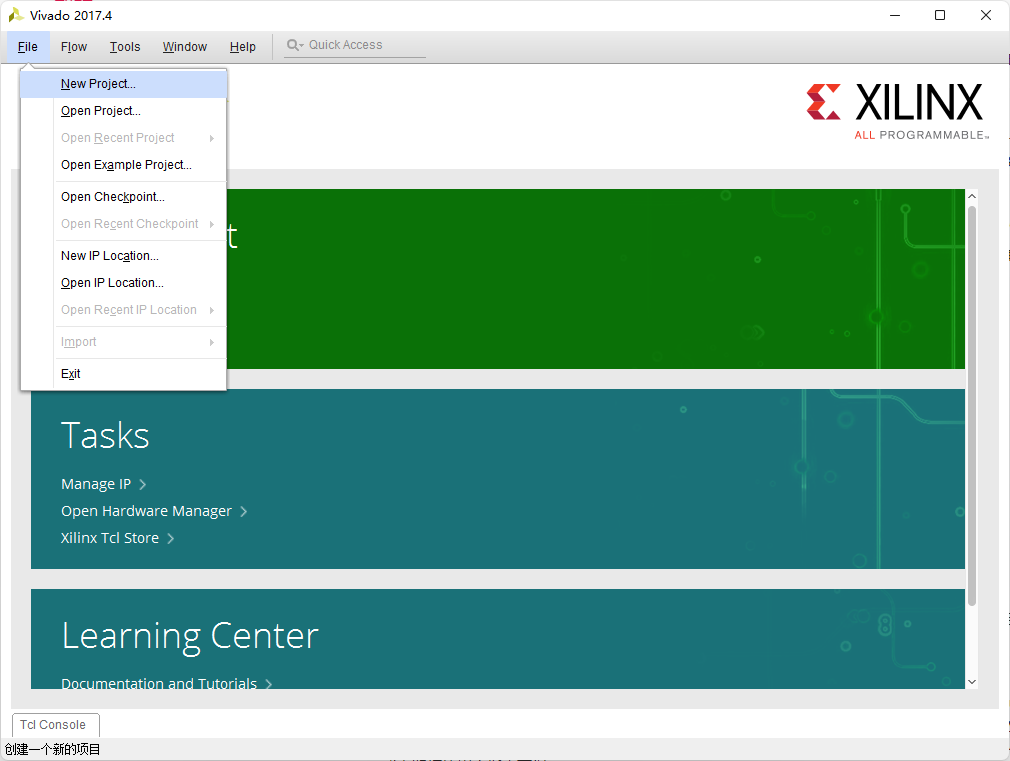 Vivado 2017.4
File Flow Tools Window Help Quick Access
New Project...
Open Project...
Open Recent Project
Open Example Project...
Open Checkpoint...
Open Recent Checkpoint
New IP Location...
Open IP Location...
Open Recent IP Location
Import
Exit
XILINX
ALL PROGRAMMABLE™
t
Tasks
Manage IP
Open Hardware Manager
Xilinx Tcl Store
Learning Center
Documentation and Tutorials
Tcl Console
创建一个新的项目